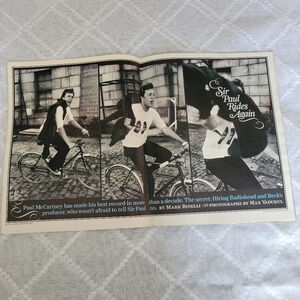 Sir
Paul
Rides
Again
Paul McCartney has made his best record in more than a decade. The secret: Hiring Radiohead and Beck's
producer, who wasn't afraid to tell Sir Paul no. BY MARK BINELLI PHOTOGRAPHS BY MAX VADUKUL